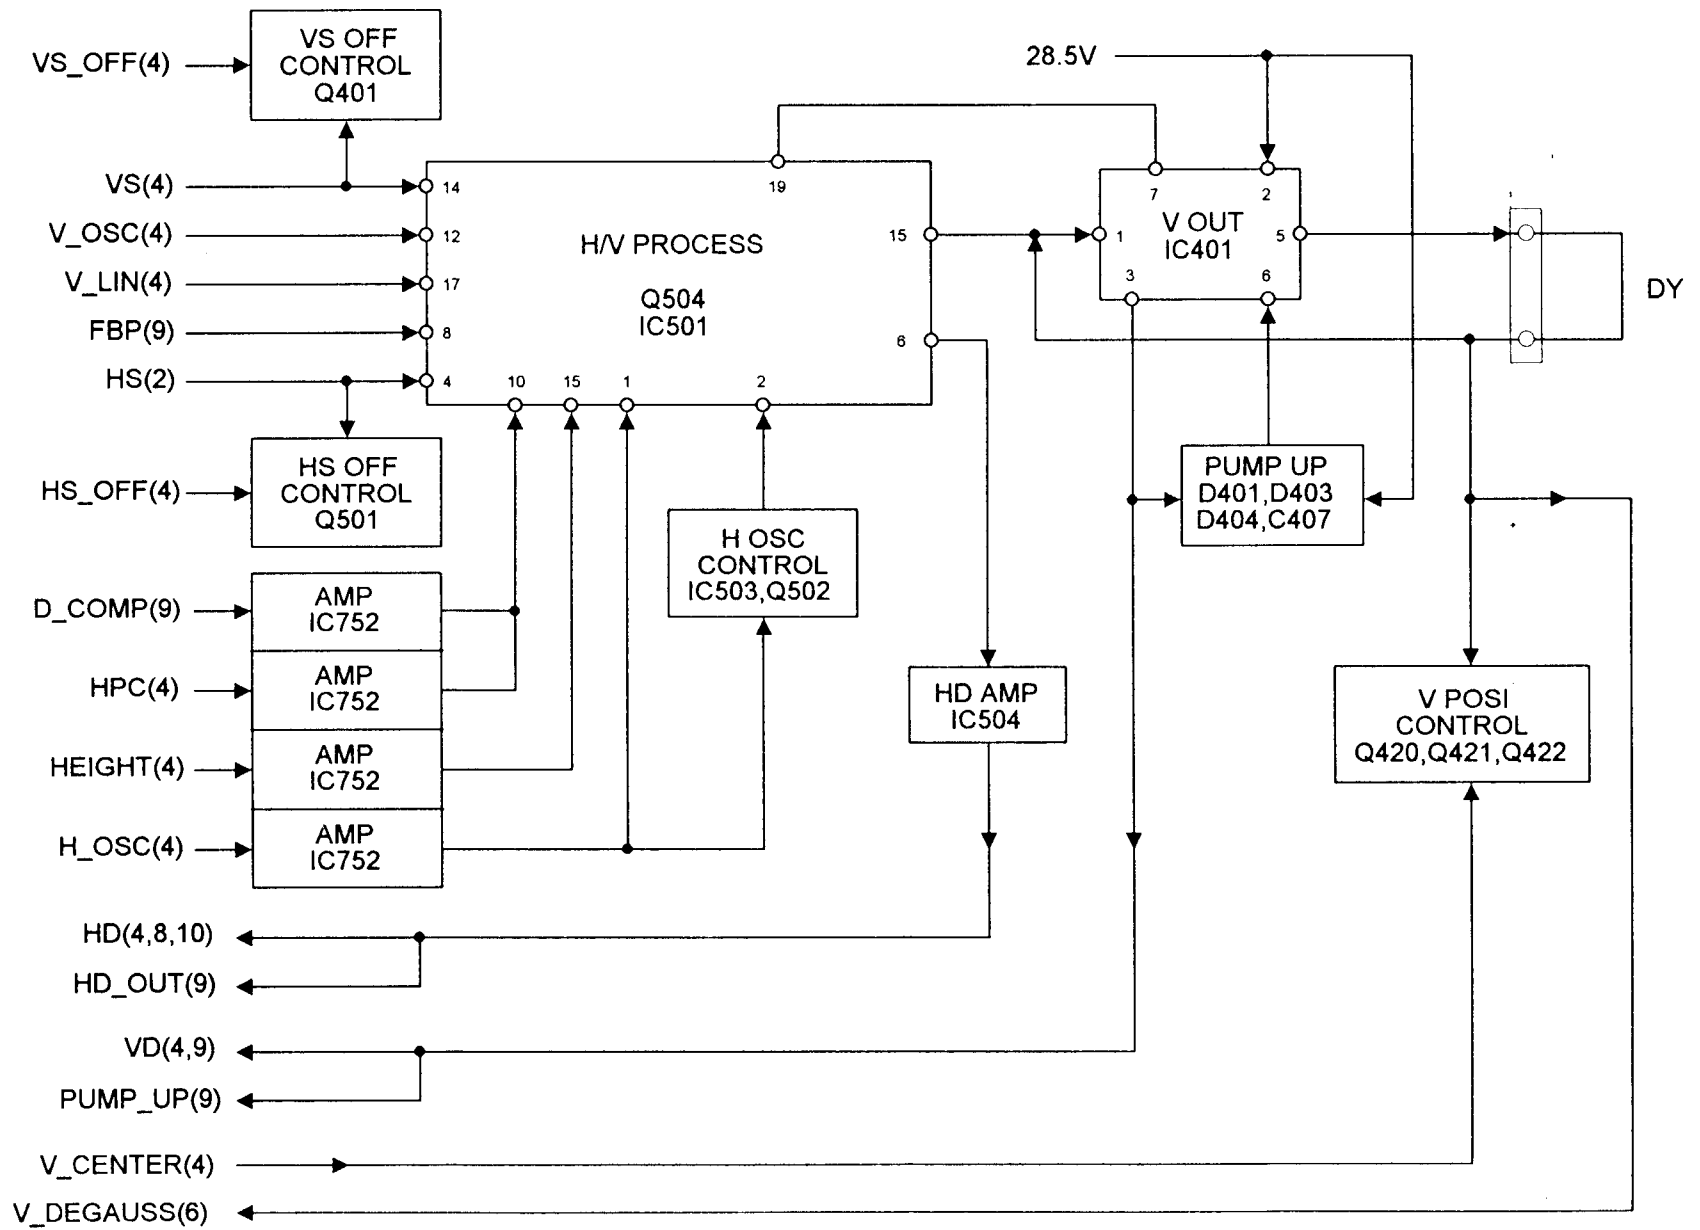 VS_OFF(4)
VS OFF
CONTROL
Q401
28.5V
VS(4)
14
19
7
2
V_OSC(4)
12
H/V PROCESS
15
1
V OUT
IC401
5
V_LIN(4)
17
Q504
IC501
3
6
DY
FBP(9)
8
6
HS(2)
4
10
15
1
2
HS_OFF(4)
HS OFF
CONTROL
Q501
PUMP UP
D401,D403
D404,C407
H OSC
CONTROL
IC503,Q502
D_COMP(9)
AMP
IC752
HPC(4)
AMP
IC752
HD AMP
IC504
V POSI
CONTROL
Q420,Q421,Q422
HEIGHT(4)
AMP
IC752
H_OSC(4)
AMP
IC752
HD(4,8,10)
HD_OUT(9)
VD(4,9)
PUMP_UP(9)
V_CENTER(4)
V_DEGAUSS(6)